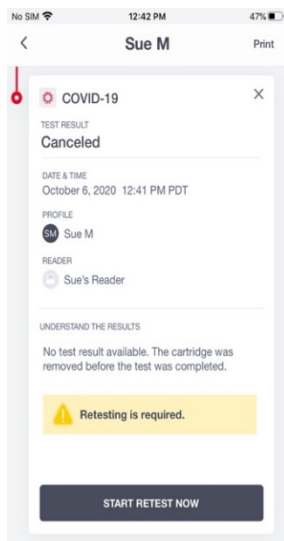 No SIM 12:42 PM 47%
Sue M Print
COVID-19
TEST RESULT
Canceled
DATE & TIME
October 6, 2020 12:41 PM PDT
PROFILE
SM Sue M
READER
Sue's Reader
UNDERSTAND THE RESULTS
No test result available. The cartridge was
removed before the test was completed.
Retesting is required.
START RETEST NOW